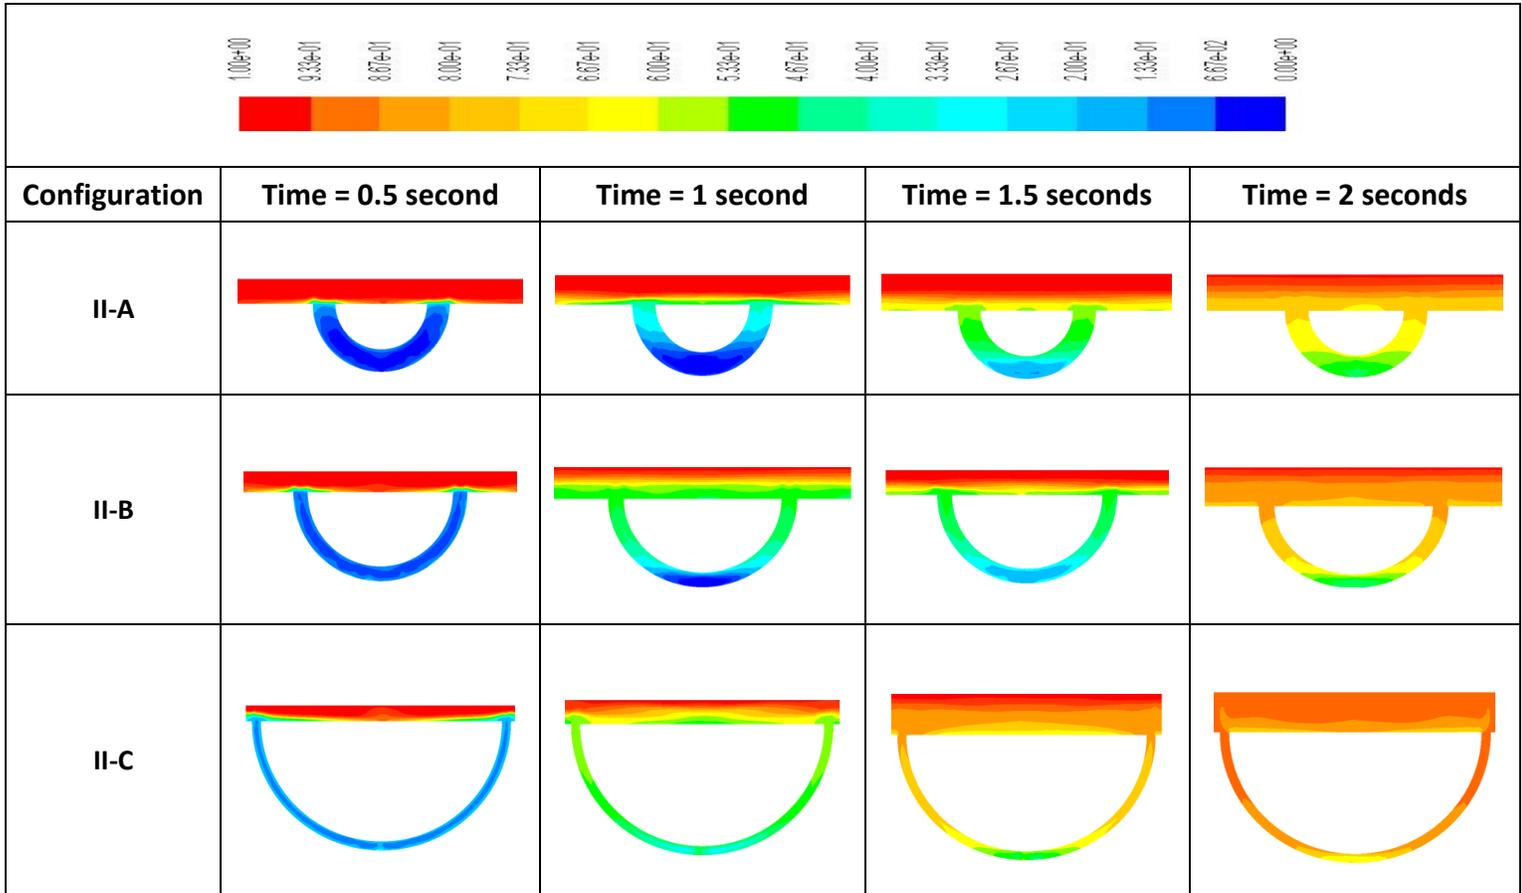 1.00e+00 9.33e-01 8.67e-01 8.00e-01 7.33e-01 6.67e-01 6.00e-01 5.33e-01 4.67e-01 4.00e-01 3.33e-01 2.67e-01 2.00e-01 1.33e-01 6.67e-02 0.00e+00
Configuration Time = 0.5 second Time = 1 second Time = 1.5 seconds Time = 2 seconds
II-A
II-B
II-C